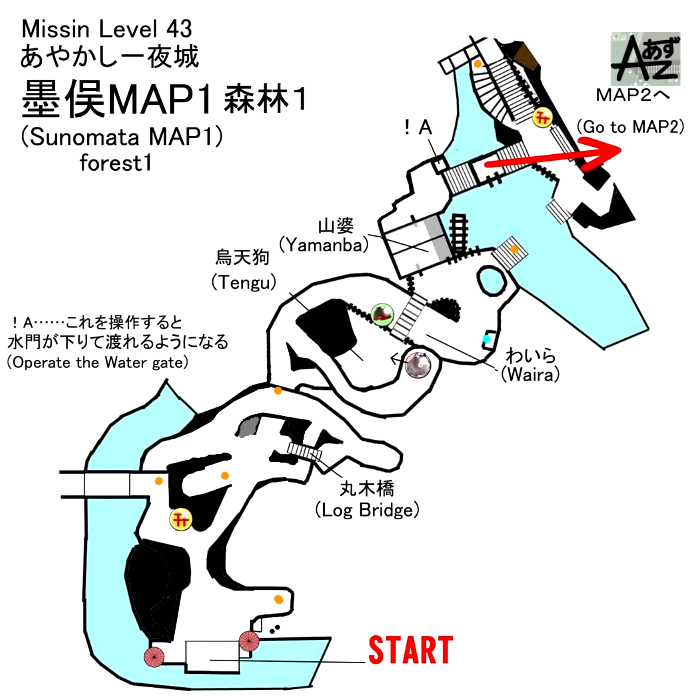 Missin Level 43
あやかし一夜城
墨俣MAP1 森林１
(Sunomata MAP1)
forest1
Aあず
Z
MAP2へ
(Go to MAP2)
！A
山婆
(Yamanba)
烏天狗
(Tengu)
！A……これを操作すると
水門が下りて渡れるようになる
(Operate the Water gate)
わいら
(Waira)
丸木橋
(Log Bridge)
START